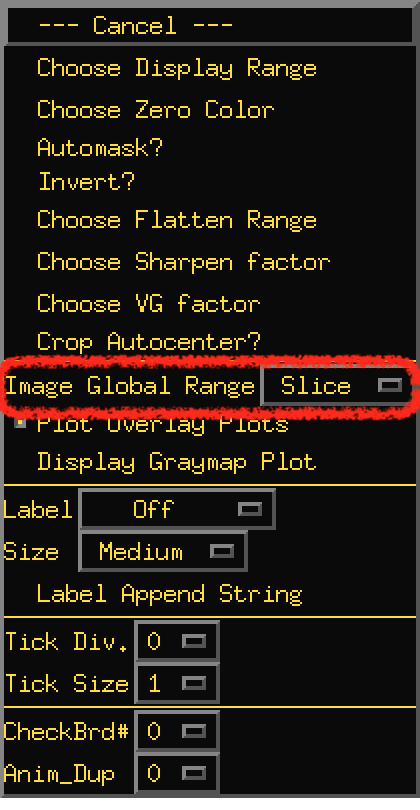 --- Cancel ---
Choose Display Range
Choose Zero Color
Automask?
Invert?
Choose Flatten Range
Choose Sharpen factor
Choose VG factor
Crop Autocenter?
Image Global Range Slice
Plot Overlay Plots
Display Graymap Plot
Label Off
Size Medium
Label Append String
Tick Div. 0
Tick Size 1
CheckBrd# 0
Anim_Dup 0